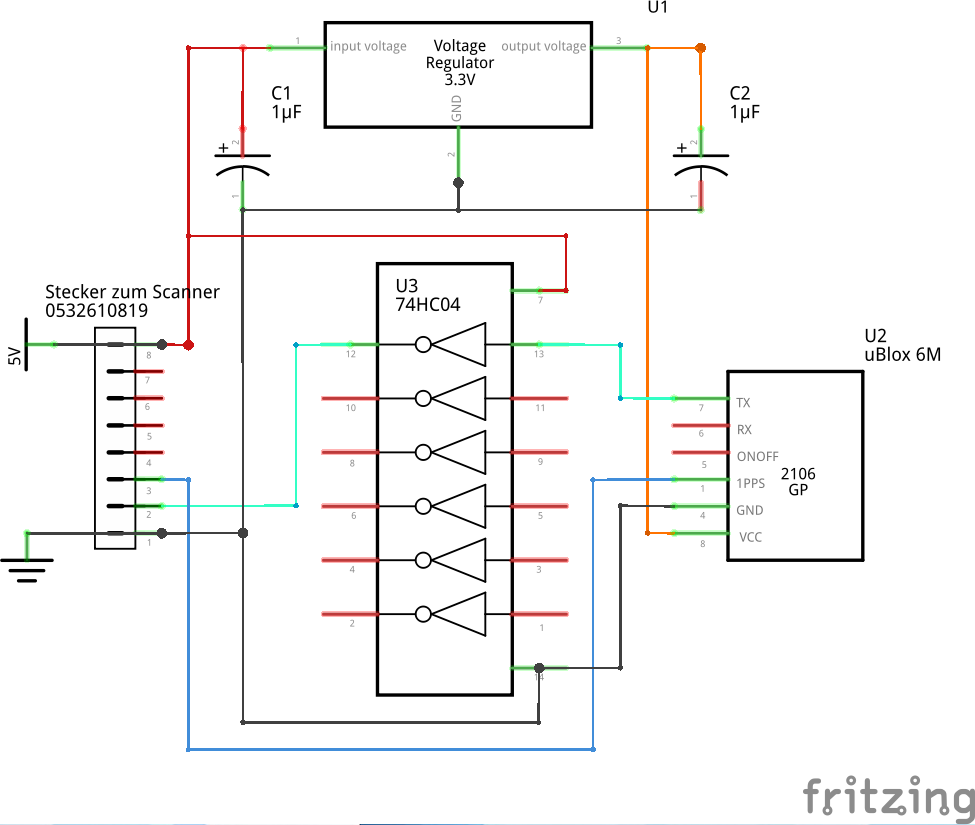 U1
1
input voltage
Voltage
Regulator
3.3V
output voltage
3
GND
2
C1
1µF
+
2
1
C2
1µF
+
2
1
Stecker zum Scanner
0532610819
5V
8
7
6
5
4
3
2
1
U3
74HC04
7
12
13
10
11
8
9
6
5
4
3
2
1
14
U2
uBlox 6M
7
TX
6
RX
5
ONOFF
1
1PPS
4
GND
8
VCC
2106
GP
fritzing